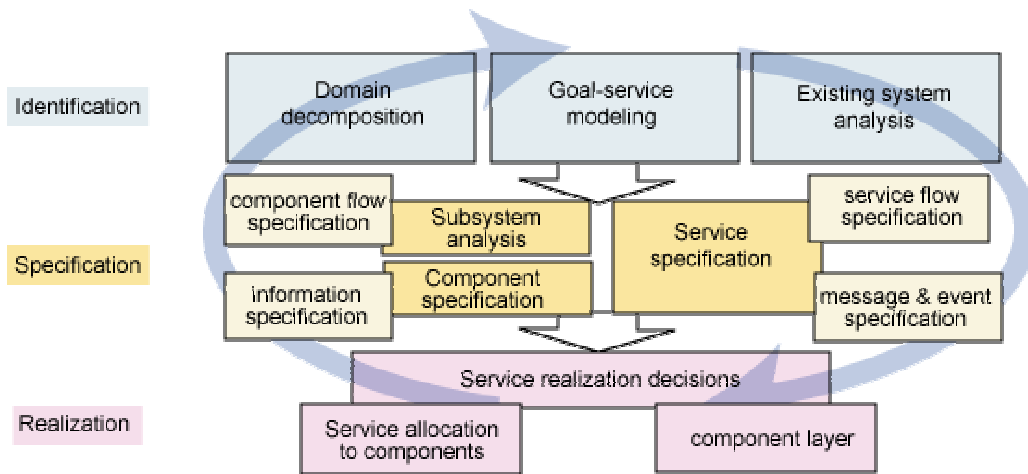 Identification
Domain
decomposition
Goal-service
modeling
Existing system
analysis
Specification
component flow
specification
Subsystem
analysis
Service
specification
service flow
specification
information
specification
Component
specification
message & event
specification
Realization
Service realization decisions
Service allocation
to components
component layer